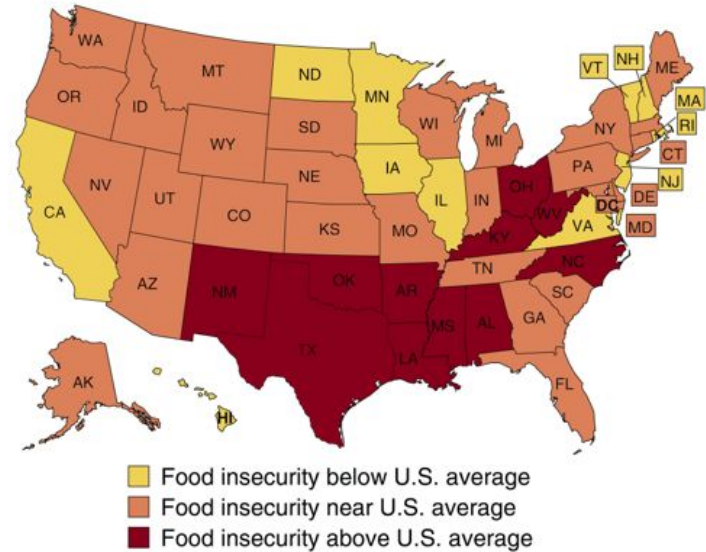 WA
MT
ND
MN
VT
NH
ME
OR
ID
SD
WI
MI
NY
MA
RI
WY
IA
NE
PA
CT
NJ
NV
UT
CO
IL
IN
OH
DE
DC
MD
CA
KS
MO
WV
KY
VA
AZ
NM
OK
AR
TN
NC
SC
TX
LA
MS
AL
GA
FL
AK
HI
Food insecurity below U.S. average
Food insecurity near U.S. average
Food insecurity above U.S. average